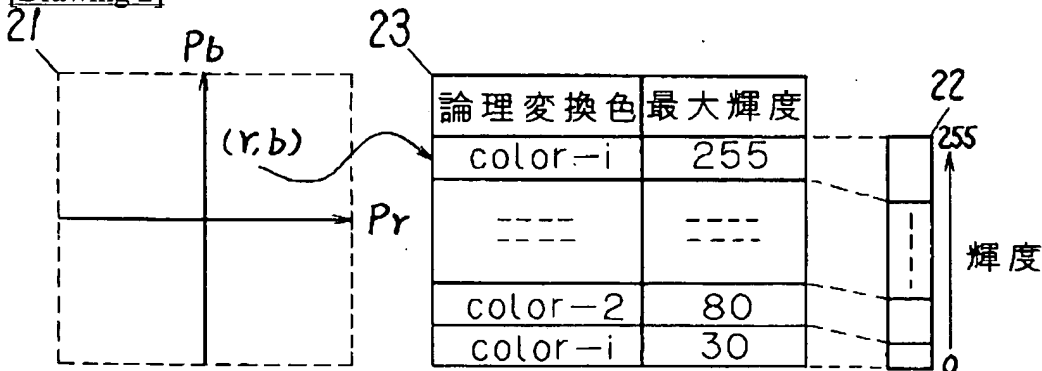 [Drawing 2]
21
Pb
23
論理変換色 最大輝度
22
255
(r,b)
color-i 255
Pr
---- ----
---- ----
輝度
color-2 80
color-i 30
0